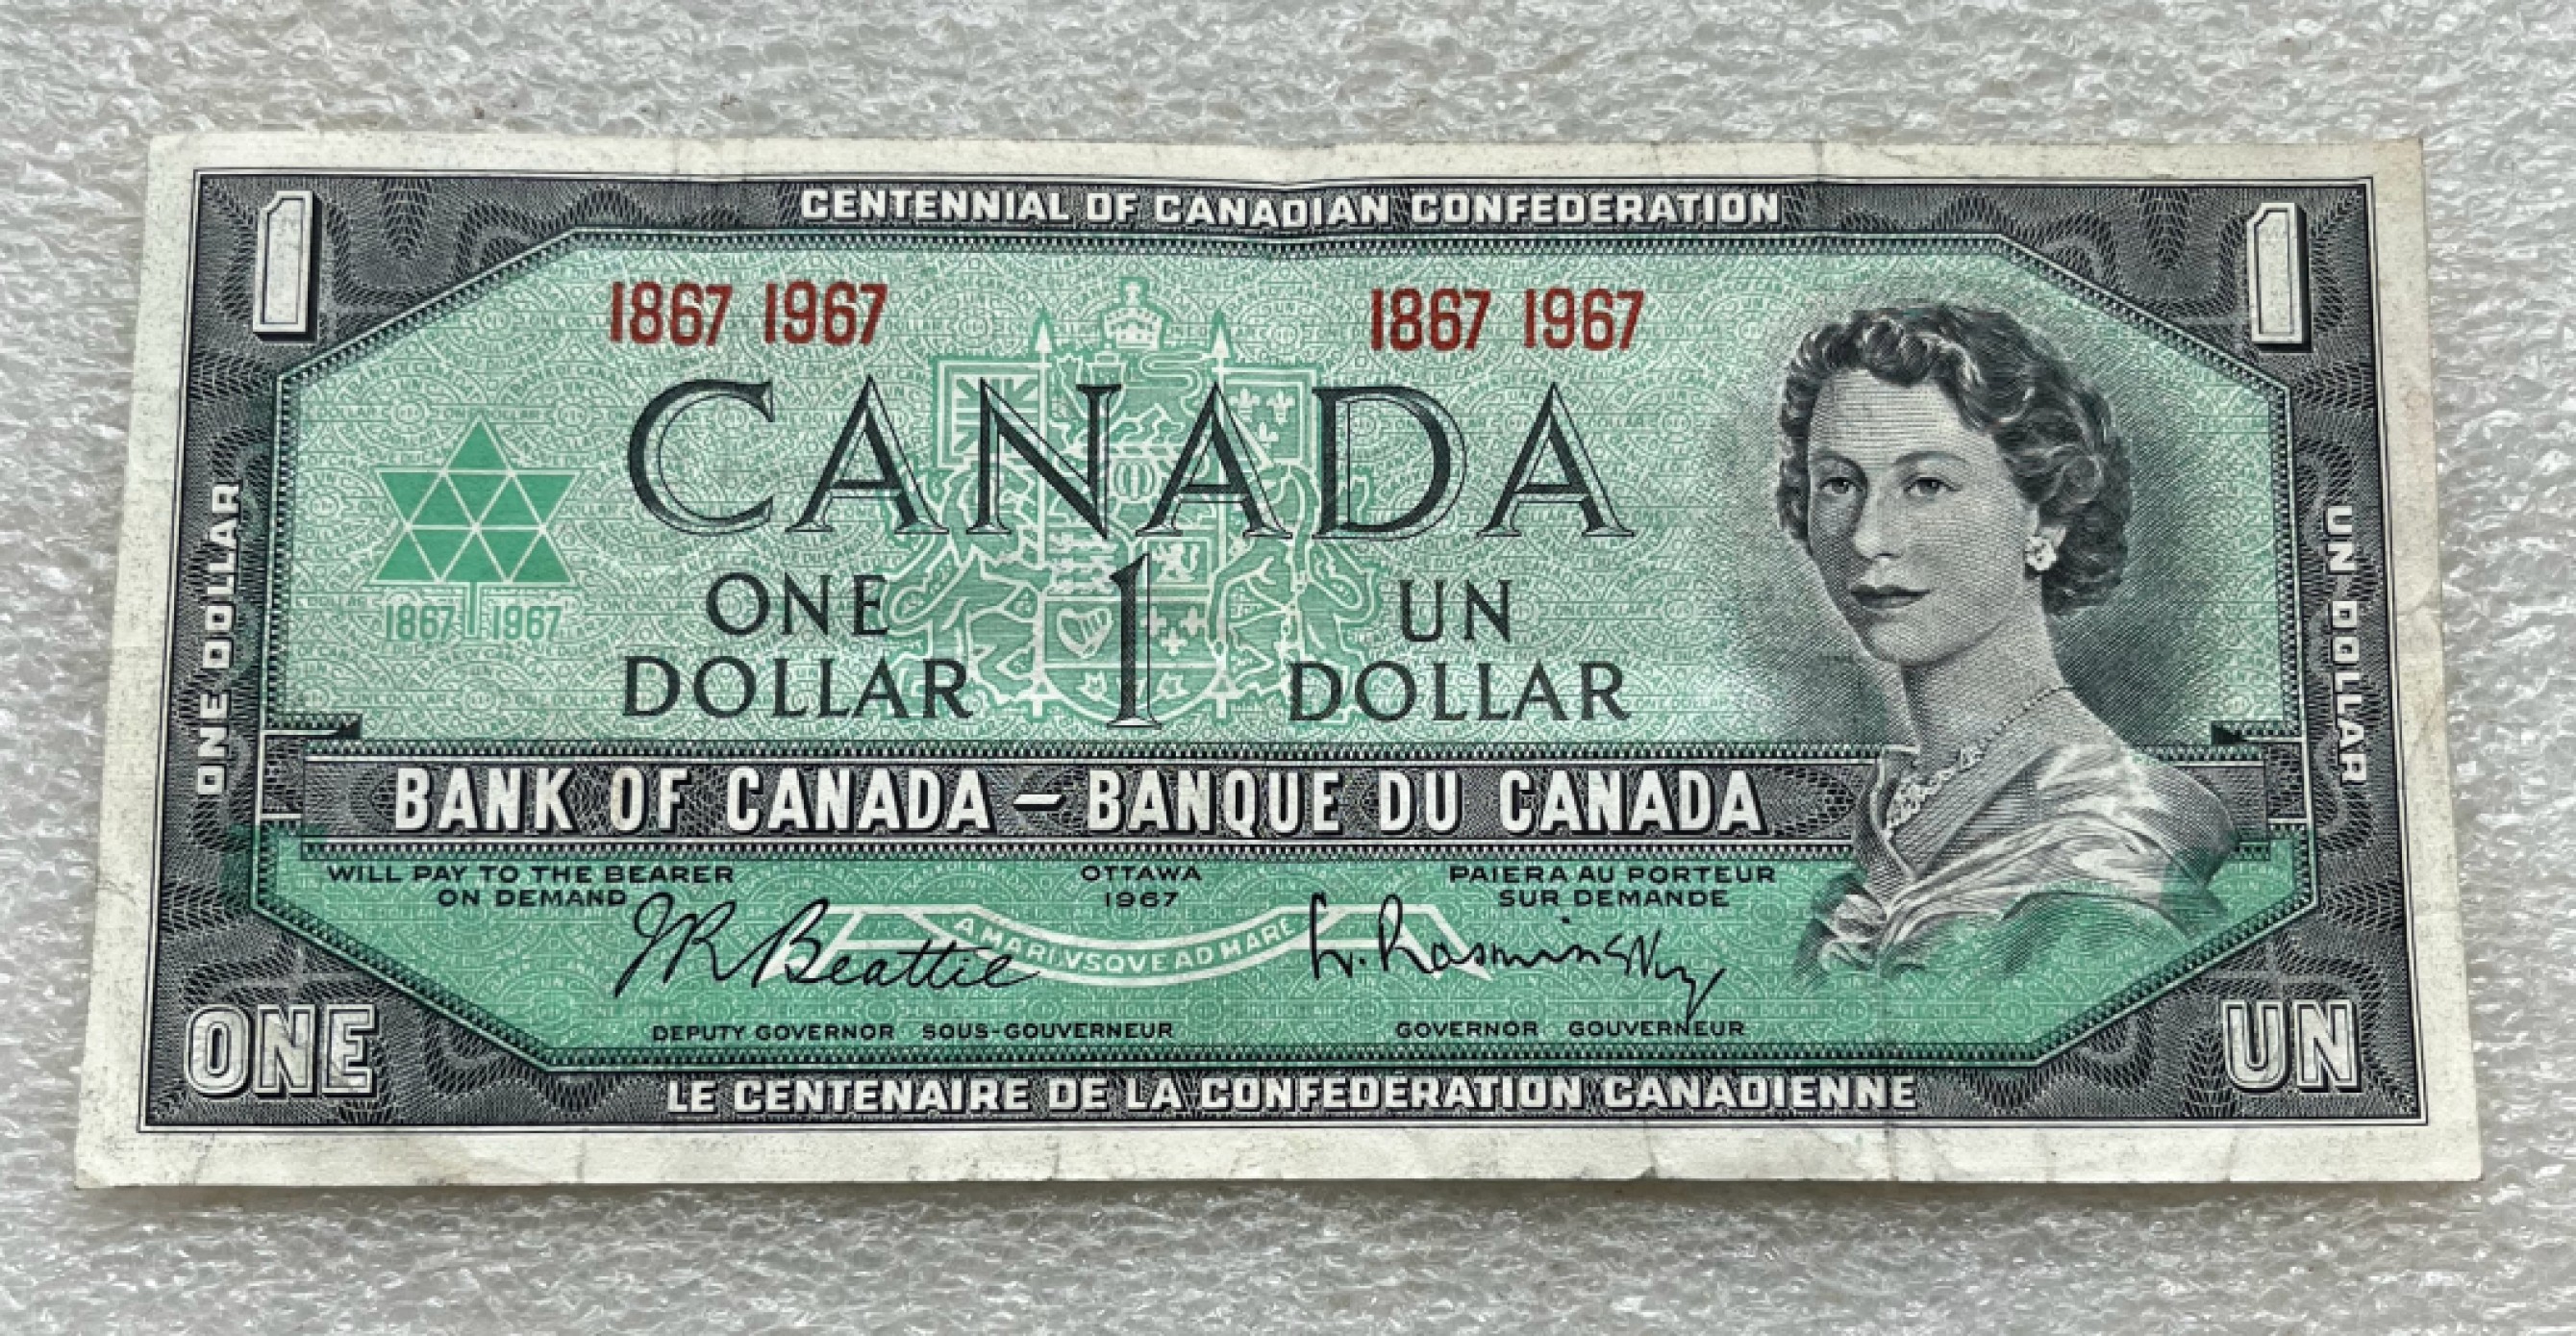 CENTENNIAL OF CANADIAN CONFEDERATION
1
1
1867 1967
1867 1967
CANADA
1867 1967
ONE DOLLAR
ONE
DOLLAR
1
UN
DOLLAR
UN DOLLAR
BANK OF CANADA – BANQUE DU CANADA
WILL PAY TO THE BEARER
ON DEMAND
OTTAWA
1967
PAIERA AU PORTEUR
SUR DEMANDE
JR Beattie
A MARI VSQVE AD MARE
L. Rasminsky
DEPUTY GOVERNOR SOUS-GOUVERNEUR
GOVERNOR GOUVERNEUR
ONE
UN
LE CENTENAIRE DE LA CONFEDERATION CANADIENNE